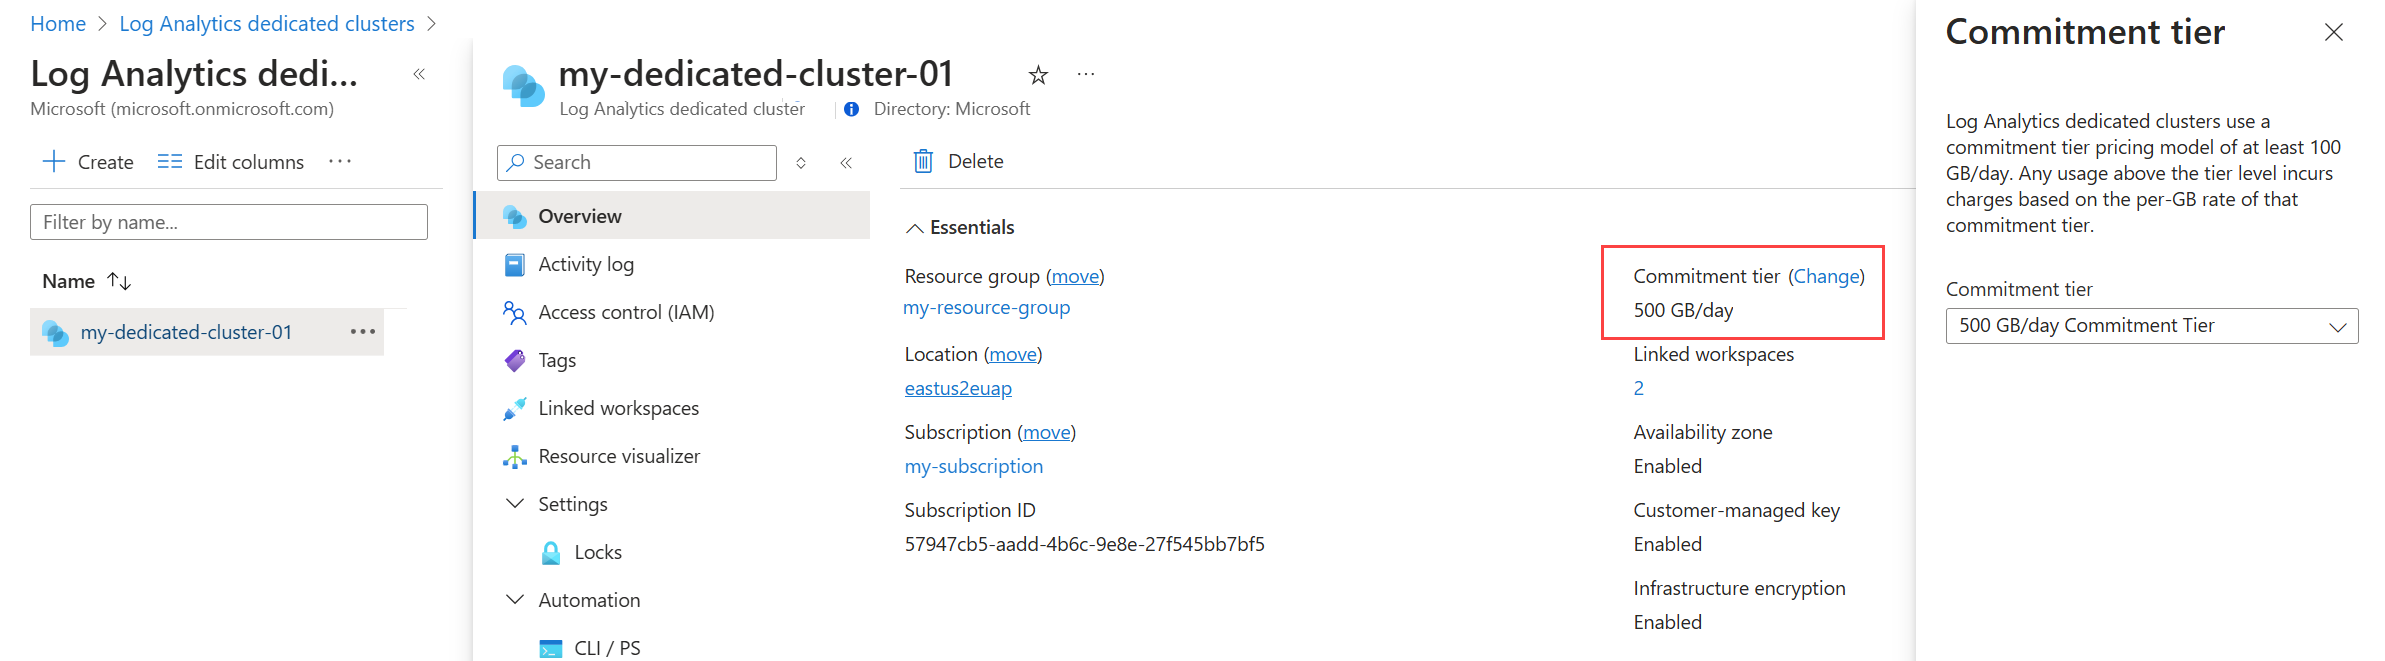 Home > Log Analytics dedicated clusters >
Log Analytics dedi...
Microsoft (microsoft.onmicrosoft.com)
Create Edit columns ...
Filter by name...
Name
my-dedicated-cluster-01 ...
my-dedicated-cluster-01 ...
Log Analytics dedicated cluster
Directory: Microsoft
Search
Overview
Activity log
Access control (IAM)
Tags
Linked workspaces
Resource visualizer
Settings
Locks
Automation
CLI / PS
Delete
Essentials
Resource group (move)
my-resource-group
Location (move)
eastus2euap
Subscription (move)
my-subscription
Subscription ID
57947cb5-aadd-4b6c-9e8e-27f545bb7bf5
Commitment tier (Change)
500 GB/day
Linked workspaces
2
Availability zone
Enabled
Customer-managed key
Enabled
Infrastructure encryption
Enabled
Commitment tier
Log Analytics dedicated clusters use a
commitment tier pricing model of at least 100
GB/day. Any usage above the tier level incurs
charges based on the per-GB rate of that
commitment tier.
Commitment tier
500 GB/day Commitment Tier